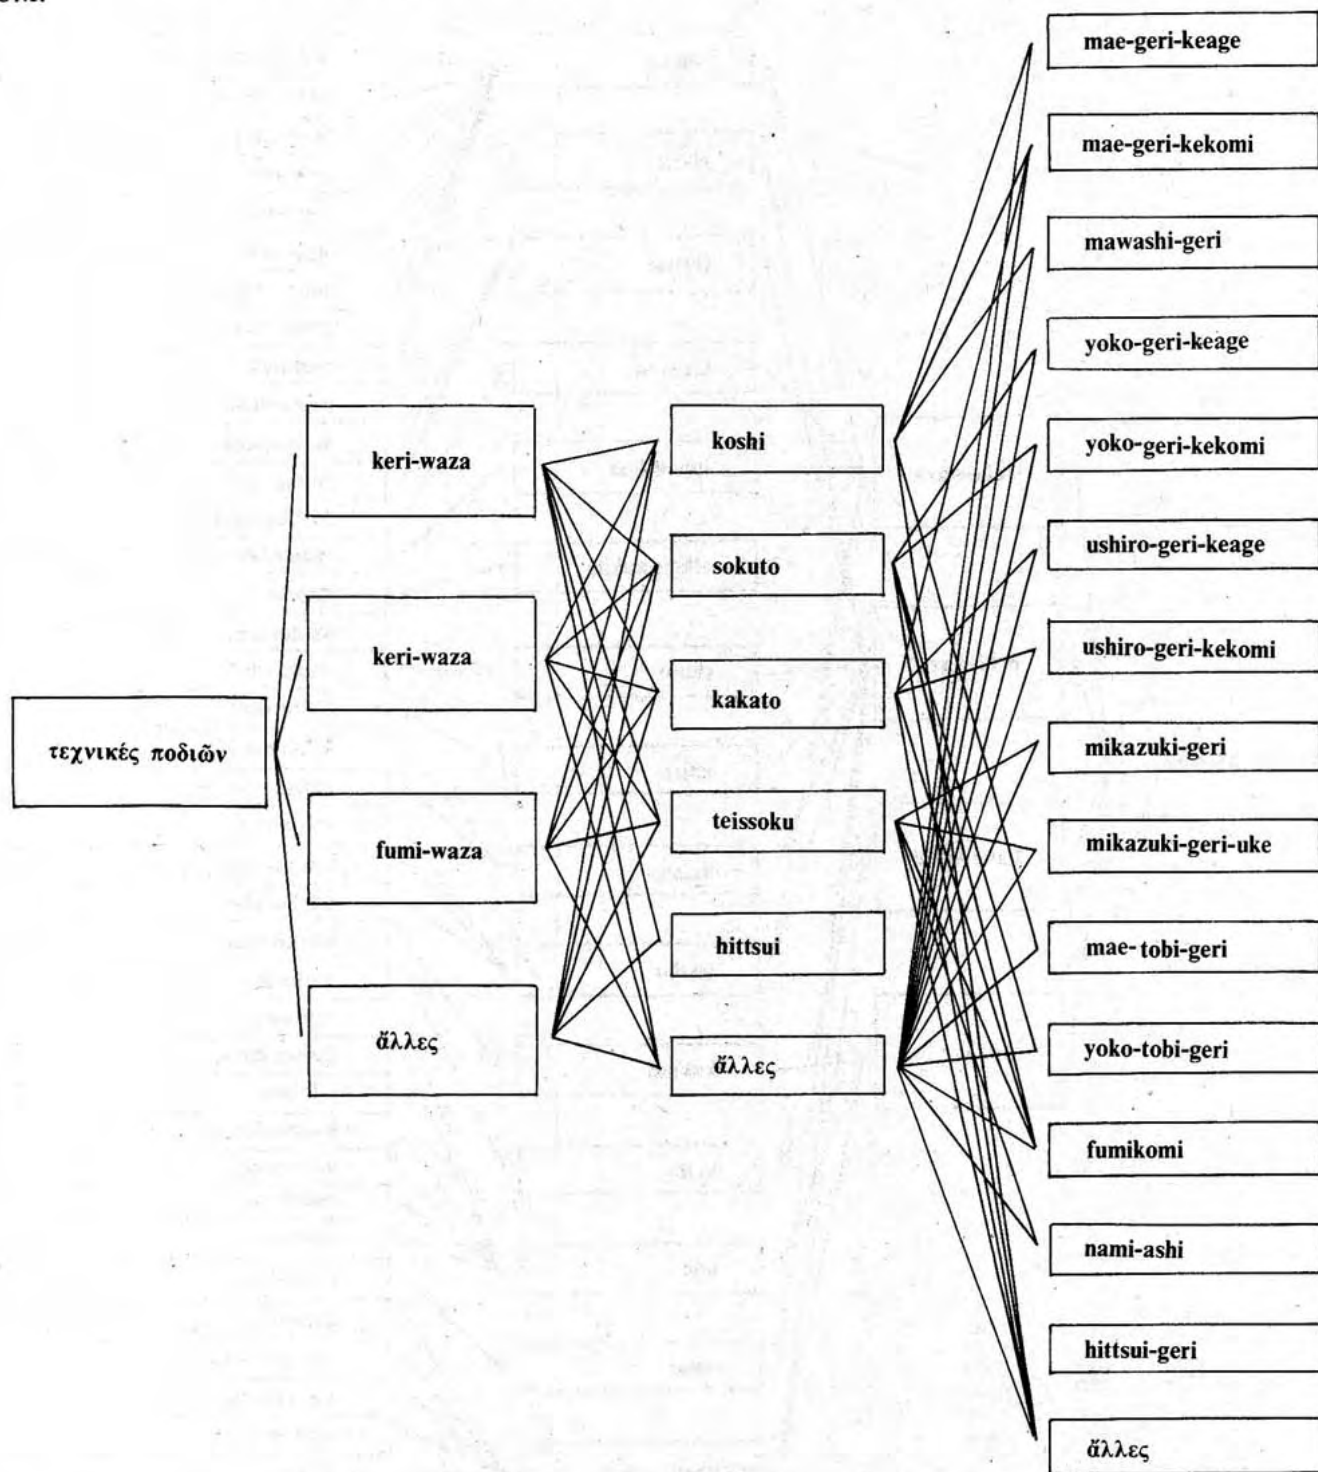 mae-geri-keage
mae-geri-kekomi
mawashi-geri
yoko-geri-keage
keri-waza
koshi
yoko-geri-kekomi
sokuto
ushiro-geri-keage
keri-waza
kakato
ushiro-geri-kekomi
τεχνικές ποδιῶν
mikazuki-geri
fumi-waza
teissoku
mikazuki-geri-uke
hittsui
mae-tobi-geri
ἄλλες
ἄλλες
yoko-tobi-geri
fumikomi
nami-ashi
hittsui-geri
ἄλλες